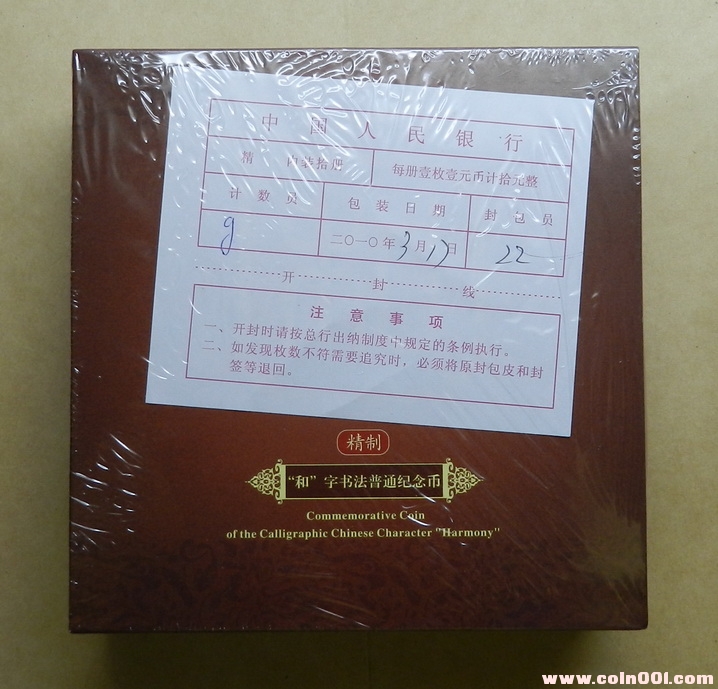 中国人民银行
精 内装拾册 每册壹枚壹元币计拾元整
计数员 包装日期 封包员
g 二〇一〇年3月17日 22
开封线
注意事项
一、开封时请按总行出纳制度中规定的条例执行。
二、如发现枚数不符需要追究时，必须将原封包皮和封
签等退回。
精制
“和”字书法普通纪念币
Commemorative Coin
of the Calligraphic Chinese Character "Harmony"
www.coin001.com